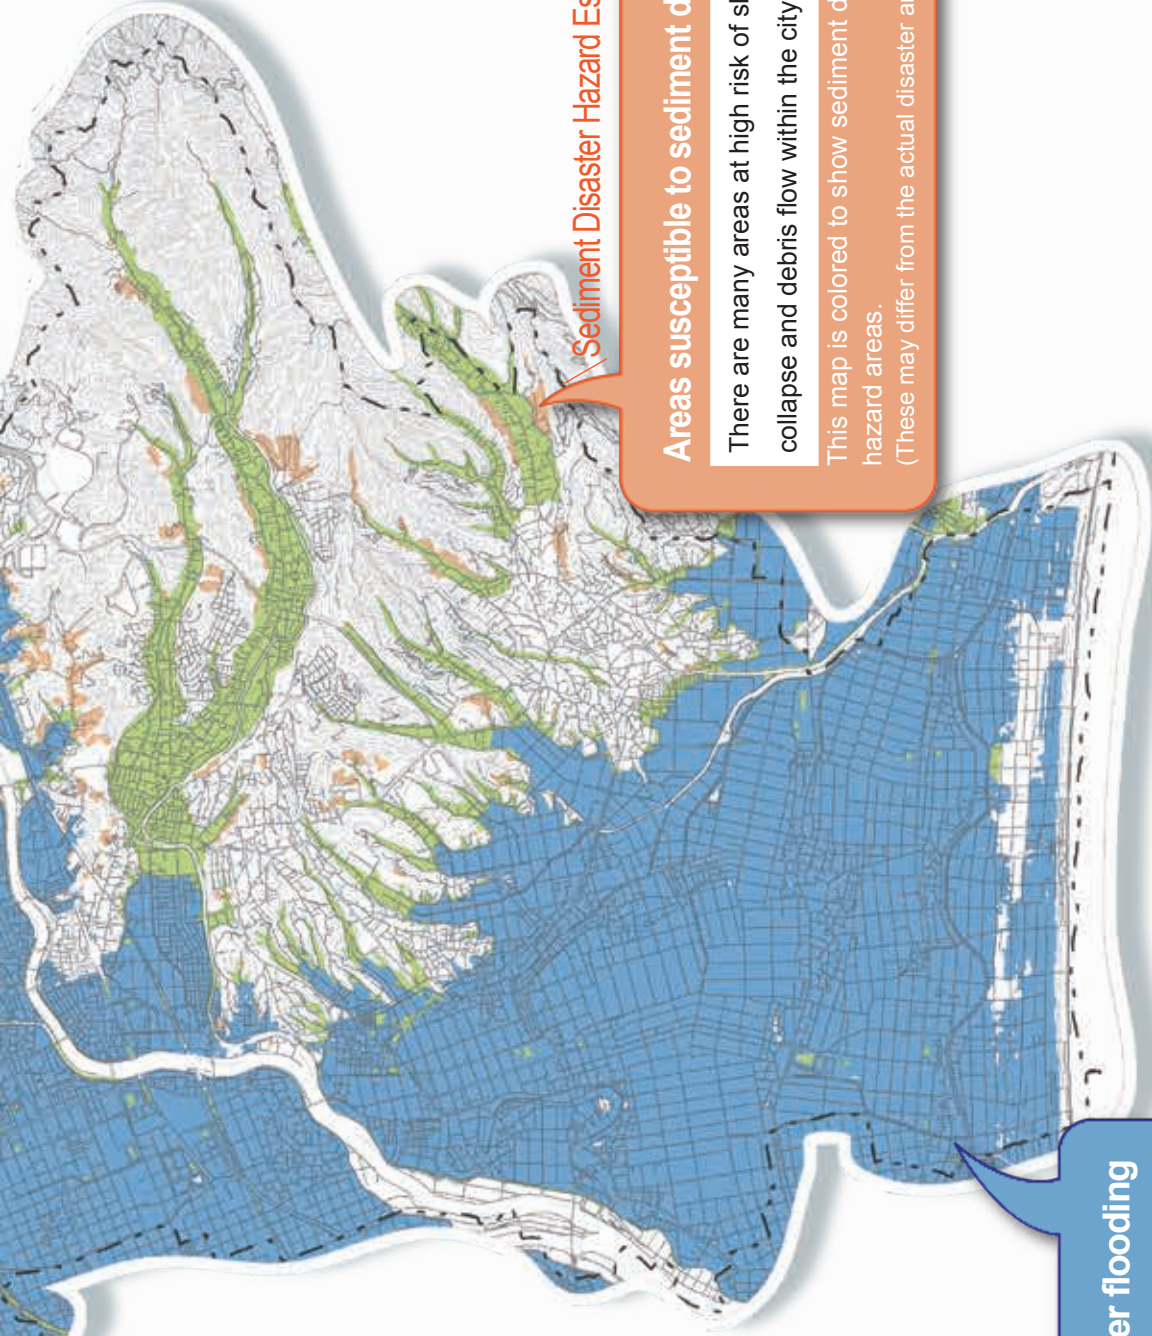 Sediment Disaster Hazard Es
Areas susceptible to sediment d
There are many areas at high risk of sl
collapse and debris flow within the city
This map is colored to show sediment d
hazard areas.
(These may differ from the actual disaster ar
er flooding